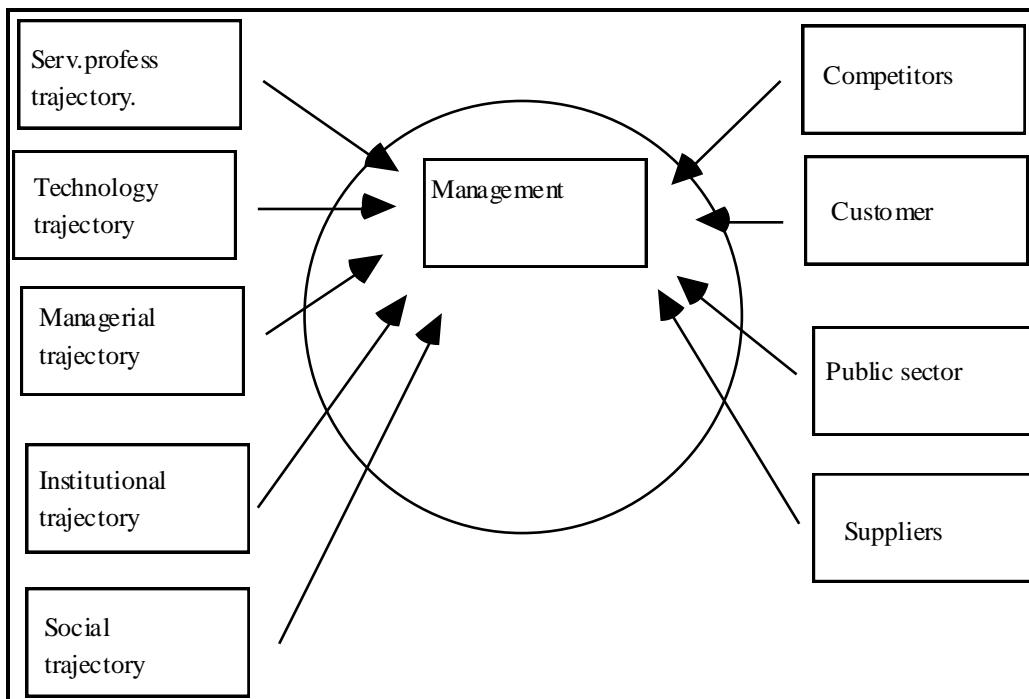 Serv.profess
trajectory.
Technology
trajectory
Managerial
trajectory
Institutional
trajectory
Social
trajectory
Management
Competitors
Customer
Public sector
Suppliers